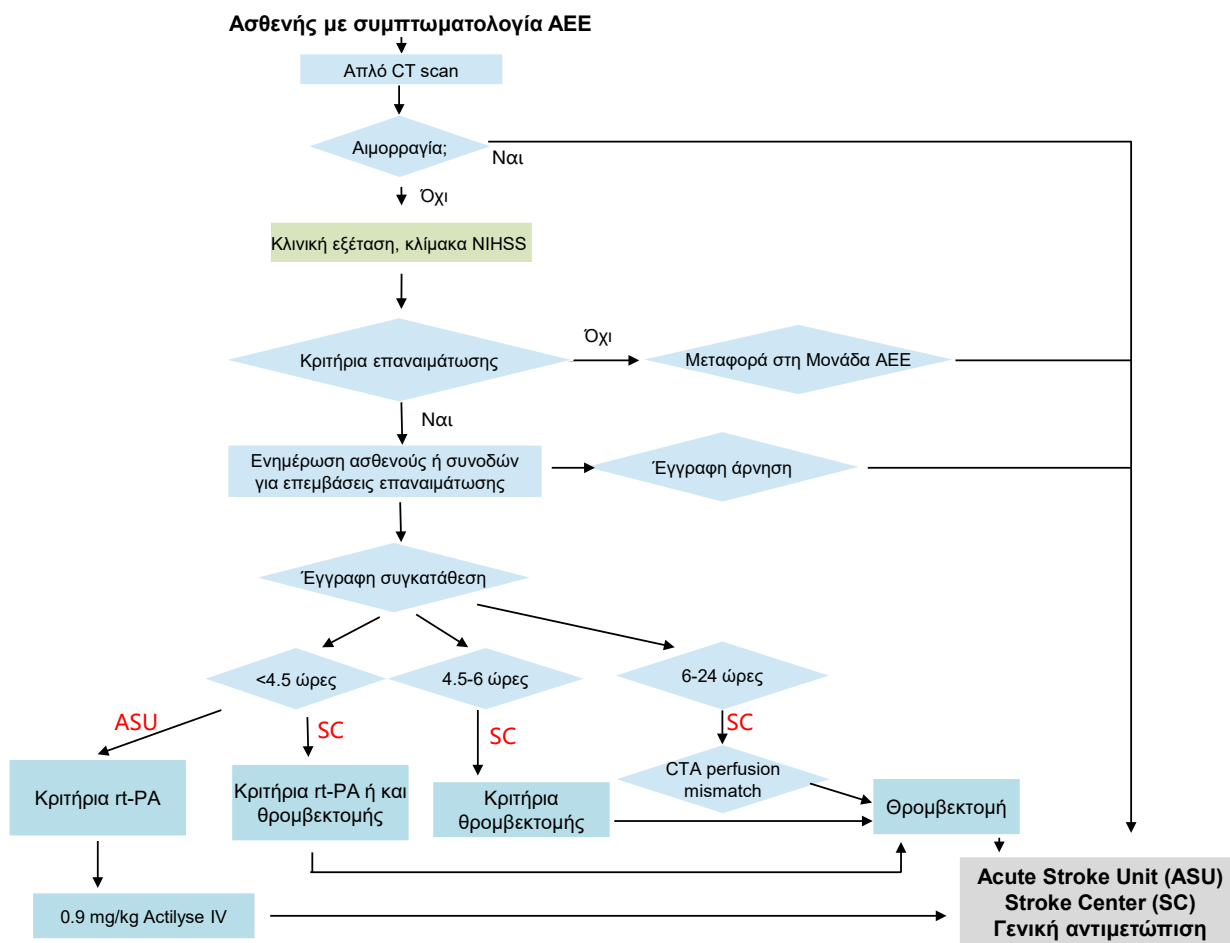 Ασθενής με συμπτωματολογία ΑΕΕ
Απλό CT scan
Αιμορραγία;
Ναι
Όχι
Κλινική εξέταση, κλίμακα NIHSS
Κριτήρια επαναιμάτωσης
Όχι
Μεταφορά στη Μονάδα ΑΕΕ
Ναι
Ενημέρωση ασθενούς ή συνοδών
για επεμβάσεις επαναιμάτωσης
Έγγραφη άρνηση
Έγγραφη συγκατάθεση
<4.5 ώρες
4.5-6 ώρες
6-24 ώρες
ASU
SC
SC
SC
Κριτήρια rt-PA
Κριτήρια rt-PA ή και
θρομβεκτομής
Κριτήρια
θρομβεκτομής
CTA perfusion
mismatch
Θρομβεκτομή
0.9 mg/kg Actilyse IV
Acute Stroke Unit (ASU)
Stroke Center (SC)
Γενική αντιμετώπιση